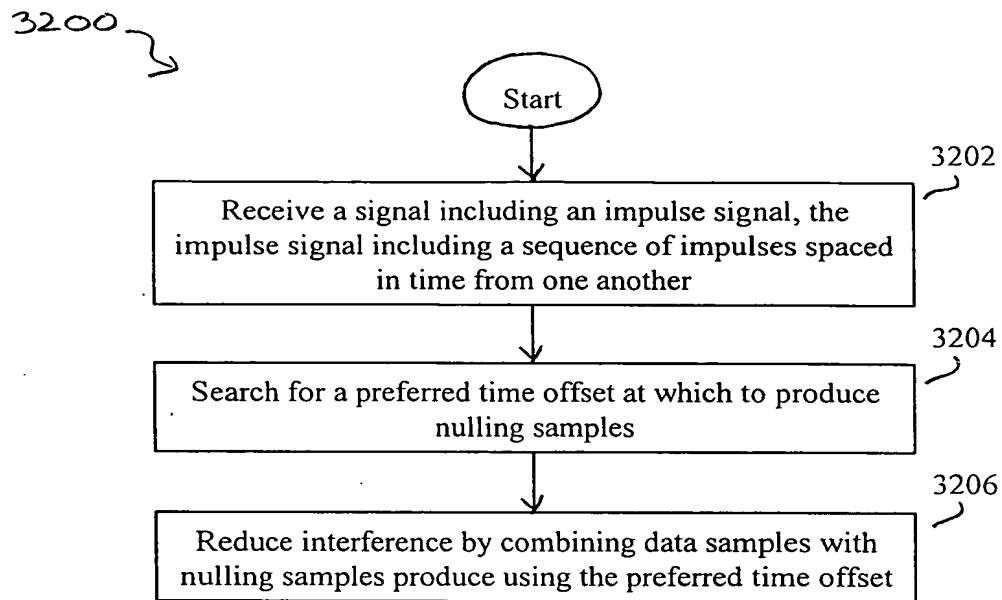 3200
Start
3202
Receive a signal including an impulse signal, the
impulse signal including a sequence of impulses spaced
in time from one another
3204
Search for a preferred time offset at which to produce
nulling samples
3206
Reduce interference by combining data samples with
nulling samples produce using the preferred time offset